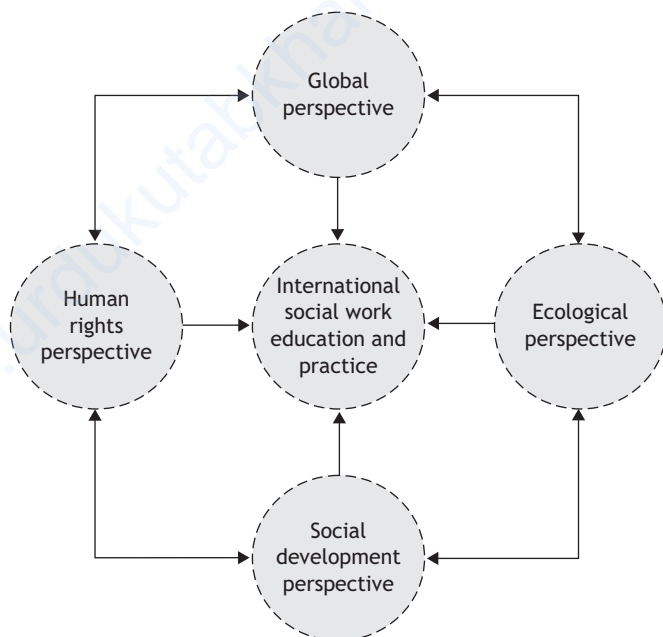 Global
perspective
Human
rights
perspective
International
social work
education and
practice
Ecological
perspective
Social
development
perspective